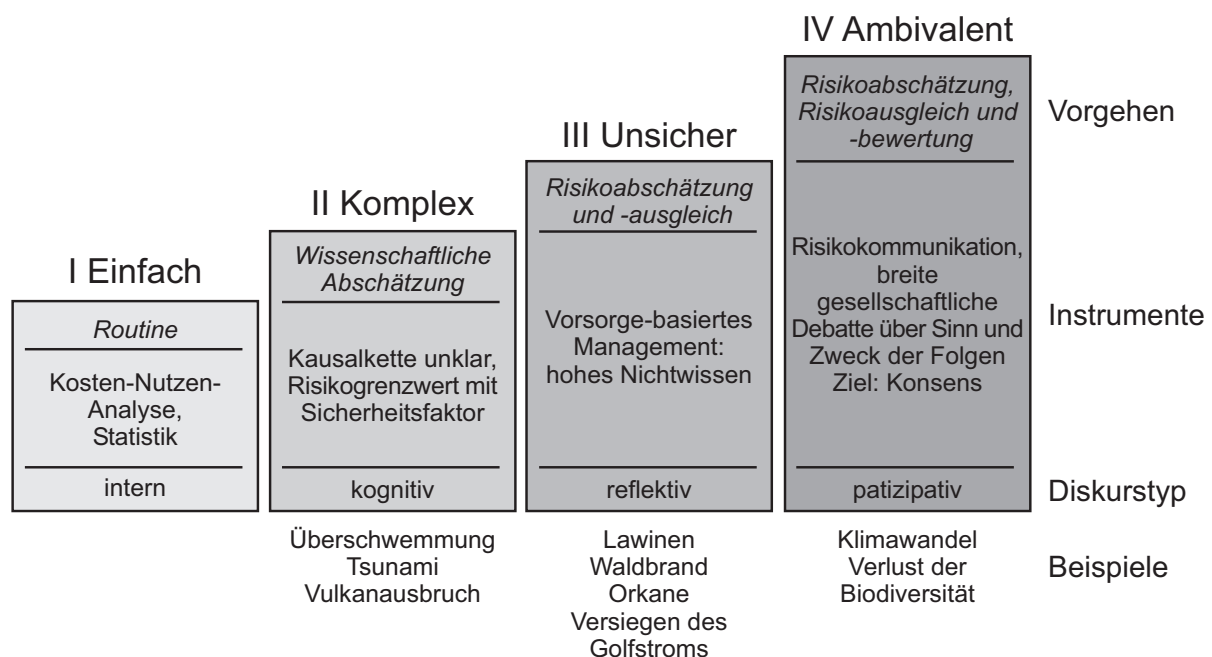 I Einfach
Routine
Kosten-Nutzen-
Analyse,
Statistik
intern
II Komplex
Wissenschaftliche
Abschätzung
Kausalkette unklar,
Risikogrenzwert mit
Sicherheitsfaktor
kognitiv
Überschwemmung
Tsunami
Vulkanausbruch
III Unsicher
Risikoabschätzung
und -ausgleich
Vorsorge-basiertes
Management:
hohes Nichtwissen
reflektiv
Lawinen
Waldbrand
Orkane
Versiegen des
Golfstroms
IV Ambivalent
Risikoabschätzung,
Risikoausgleich und
-bewertung
Risikokommunikation,
breite
gesellschaftliche
Debatte über Sinn und
Zweck der Folgen
Ziel: Konsens
patizipativ
Klimawandel
Verlust der
Biodiversität
Vorgehen
Instrumente
Diskurstyp
Beispiele